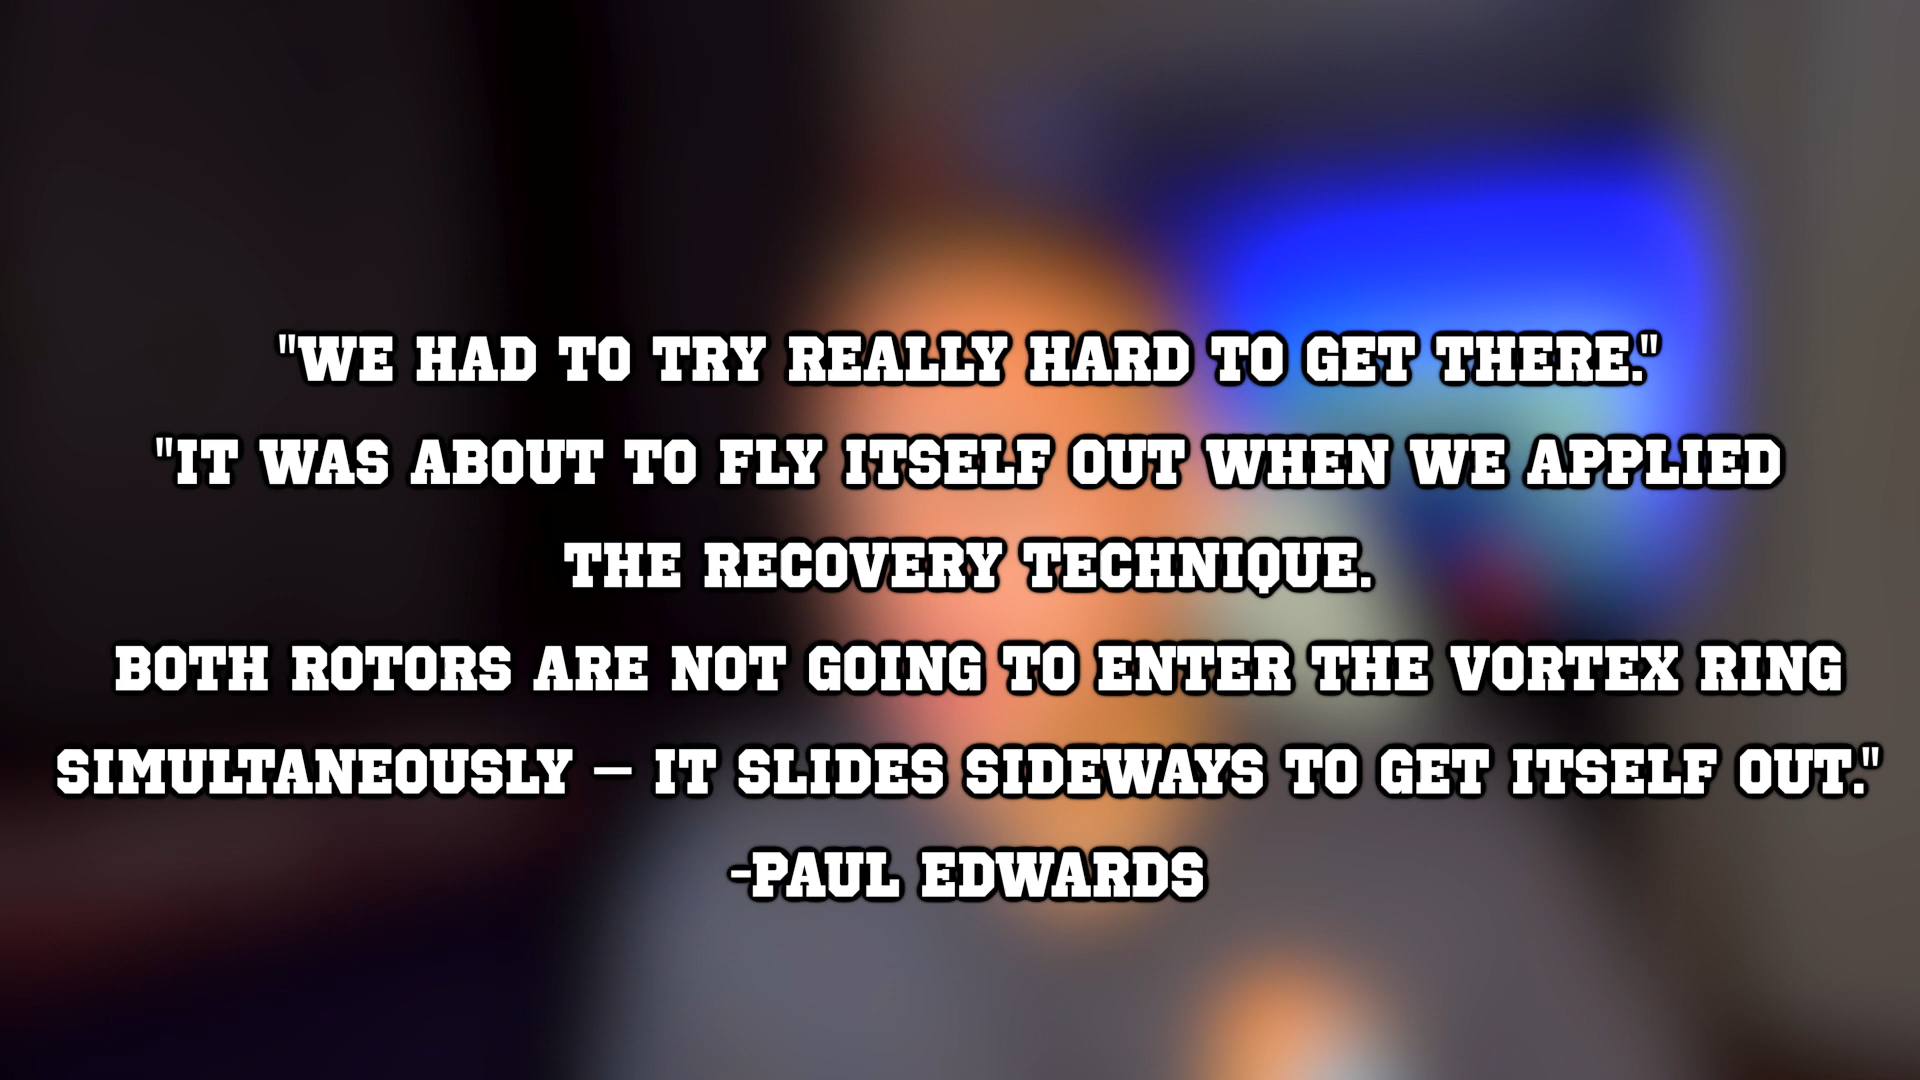 "WE HAD TO TRY REALLY HARD TO GET THERE."
"IT WAS ABOUT TO FLY ITSELF OUT WHEN WE APPLIED
THE RECOVERY TECHNIQUE.
BOTH ROTORS ARE NOT GOING TO ENTER THE VORTEX RING
SIMULTANEOUSLY – IT SLIDES SIDEWAYS TO GET ITSELF OUT."
-PAUL EDWARDS